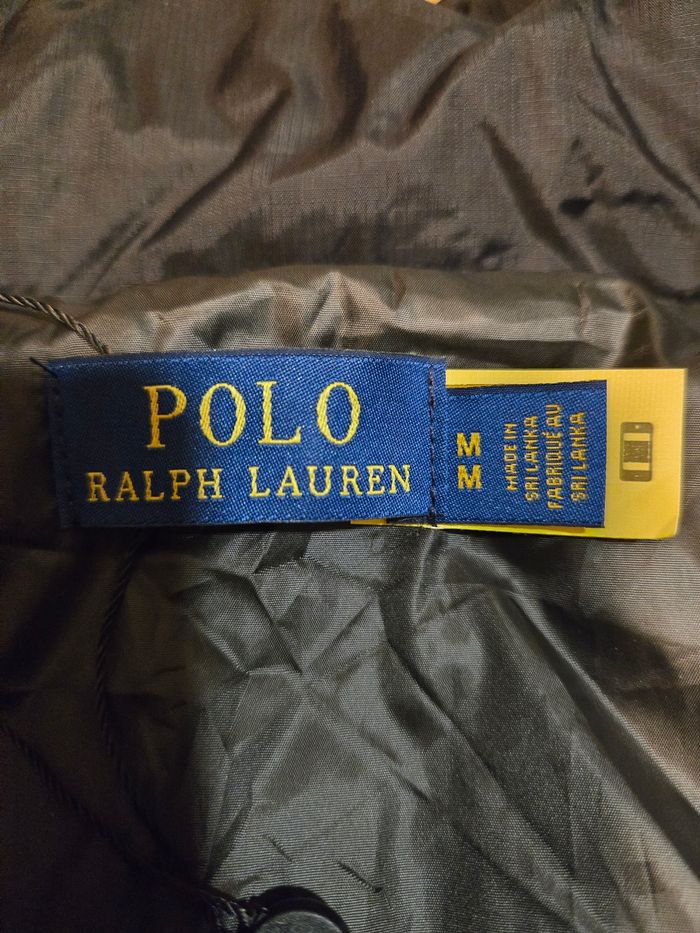 POLO
RALPH LAUREN
M
M
MADE IN
SRI LANKA
FABRIQUÉ AU
SRI LANKA